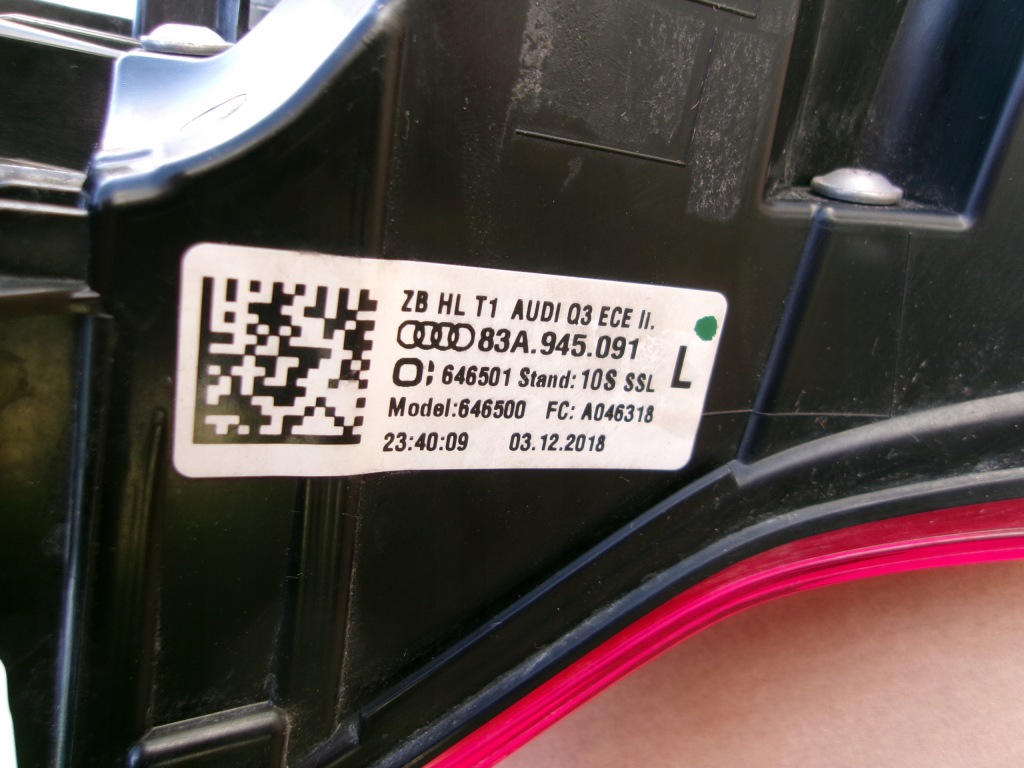 ZB HL T1 AUDI Q3 ECE II.
83A.945.091
L
646501 Stand: 10S SSL
Model:646500 FC: A046318
23:40:09 03.12.2018